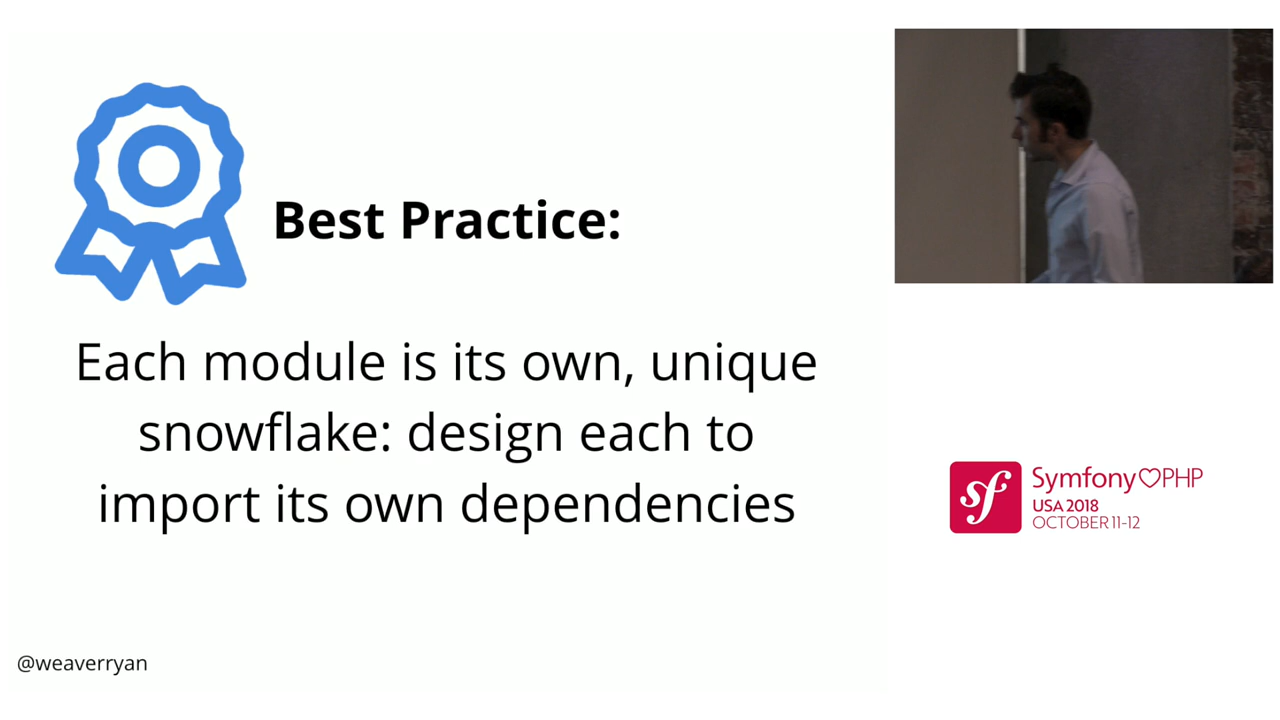 Best Practice:
Each module is its own, unique
snowflake: design each to
import its own dependencies
@weaverryan
sf
Symfony♡PHP
USA 2018
OCTOBER 11-12